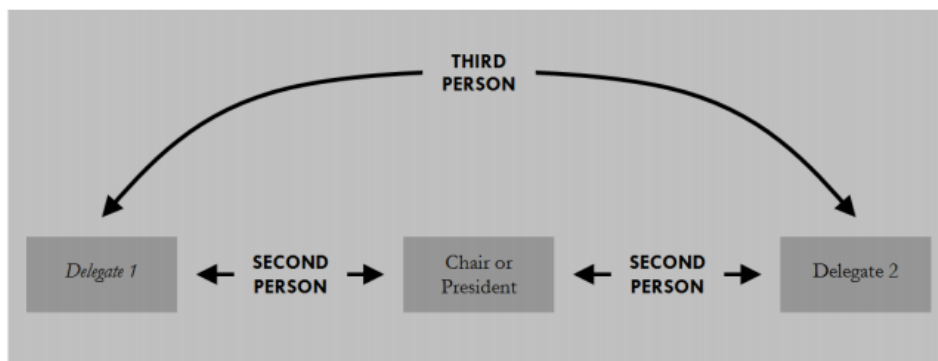 THIRD
PERSON
Delegate 1
SECOND
PERSON
Chair or
President
SECOND
PERSON
Delegate 2